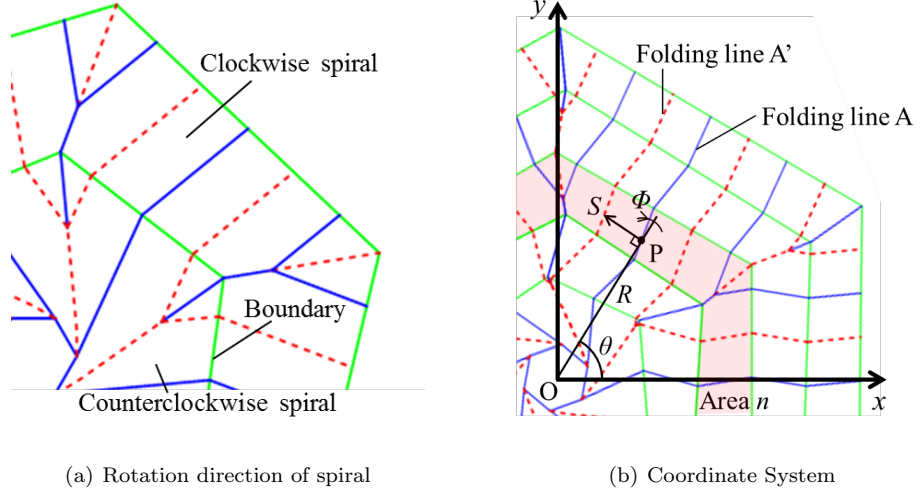 Clockwise spiral
Boundary
Counterclockwise spiral
(a) Rotation direction of spiral
y
Folding line A'
Folding line A
Φ
S
P
R
θ
O
Area n
x
(b) Coordinate System